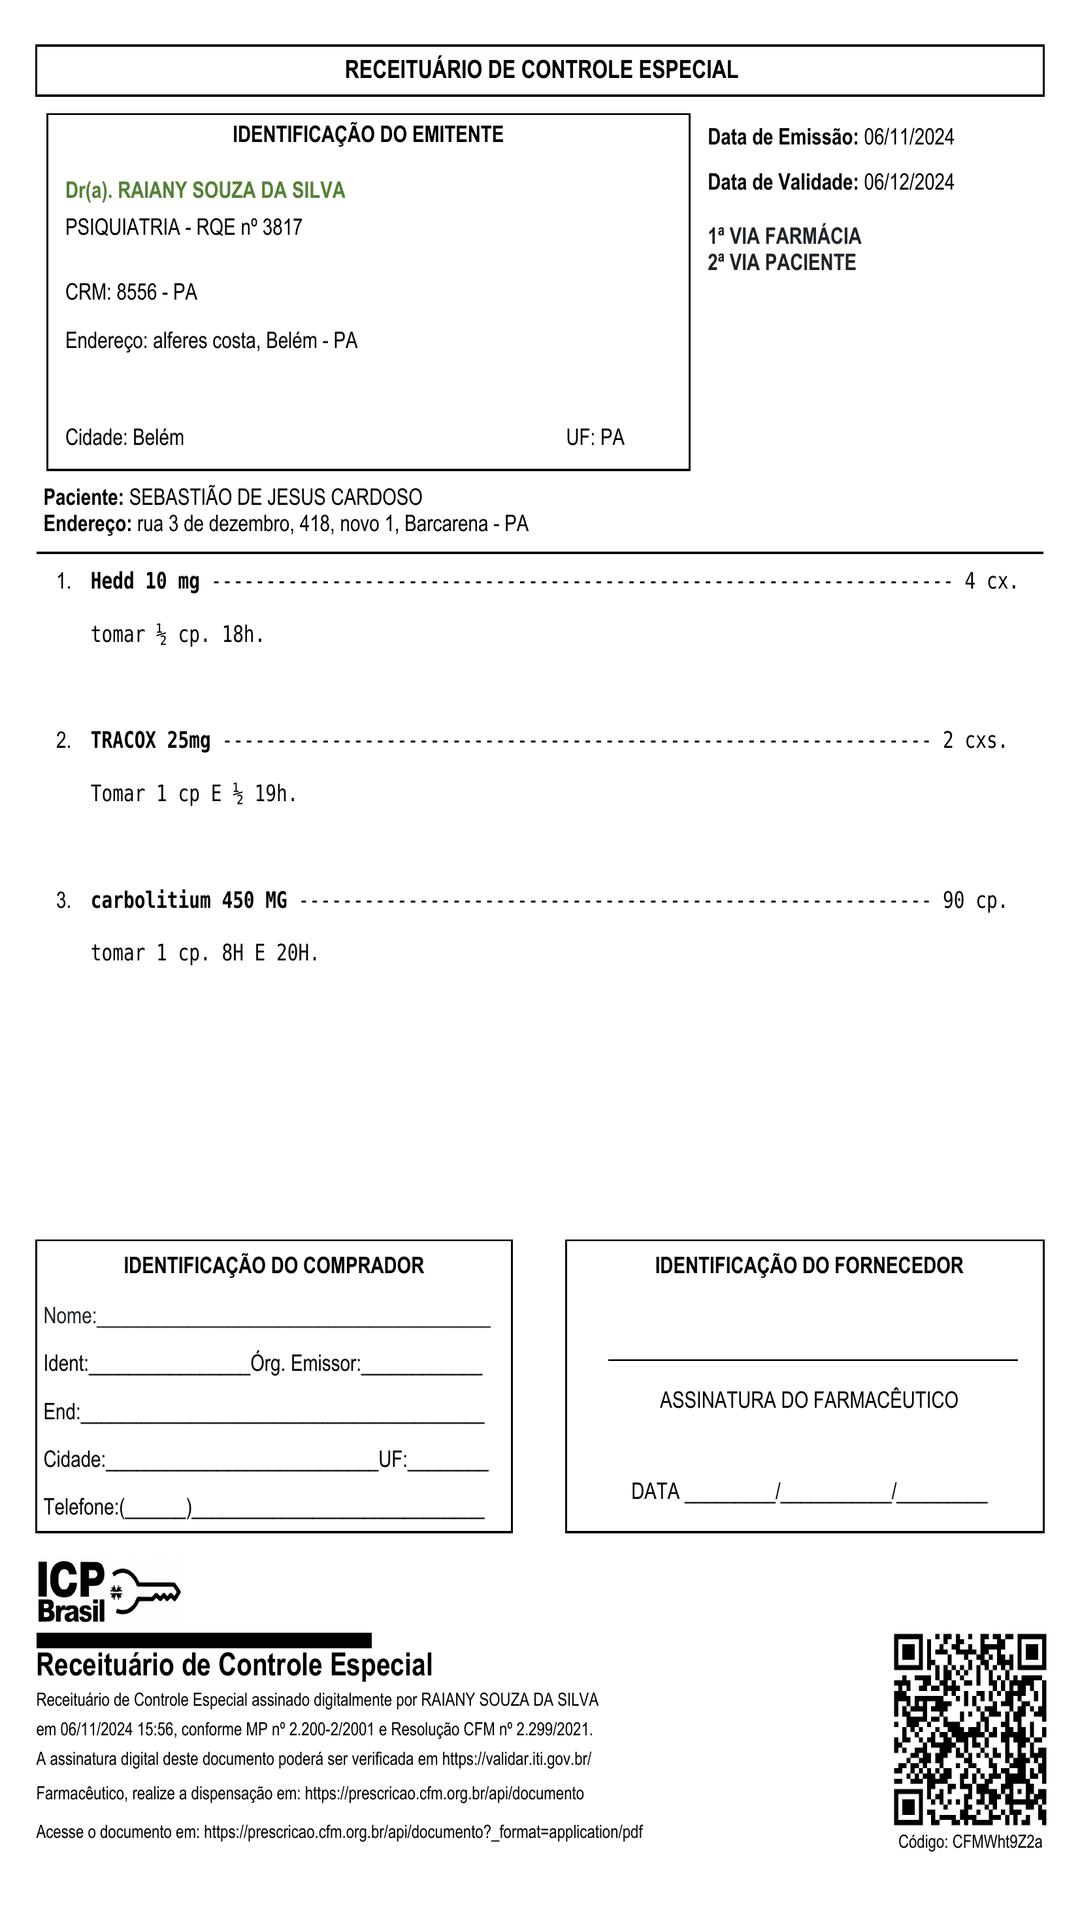 RECEITUÁRIO DE CONTROLE ESPECIAL
IDENTIFICAÇÃO DO EMITENTE
Dr(a). RAIANY SOUZA DA SILVA
PSIQUIATRIA - RQE nº 3817
CRM: 8556 - PA
Endereço: alferes costa, Belém - PA
Cidade: Belém UF: PA
Data de Emissão: 06/11/2024
Data de Validade: 06/12/2024
1ª VIA FARMÁCIA
2ª VIA PACIENTE
Paciente: SEBASTIÃO DE JESUS CARDOSO
Endereço: rua 3 de dezembro, 418, novo 1, Barcarena - PA
1. Hedd 10 mg -------------------------------------------------------------------- 4 cx.
tomar ½ cp. 18h.
2. TRACOX 25mg ----------------------------------------------------------------- 2 cxs.
Tomar 1 cp E ½ 19h.
3. carbolitium 450 MG ---------------------------------------------------------- 90 cp.
tomar 1 cp. 8H E 20H.
IDENTIFICAÇÃO DO COMPRADOR
Nome:_______________________________________
Ident:________________Órg. Emissor:____________
End:________________________________________
Cidade:___________________________UF:________
Telefone:(______)_____________________________
IDENTIFICAÇÃO DO FORNECEDOR
ASSINATURA DO FARMACÊUTICO
DATA _________/___________/_________
ICP
Brasil
Receituário de Controle Especial
Receituário de Controle Especial assinado digitalmente por RAIANY SOUZA DA SILVA
em 06/11/2024 15:56, conforme MP nº 2.200-2/2001 e Resolução CFM nº 2.299/2021.
A assinatura digital deste documento poderá ser verificada em https://validar.iti.gov.br/
Farmacêutico, realize a dispensação em: https://prescricao.cfm.org.br/api/documento
Acesse o documento em: https://prescricao.cfm.org.br/api/documento?_format=application/pdf
Código: CFMWht9Z2a